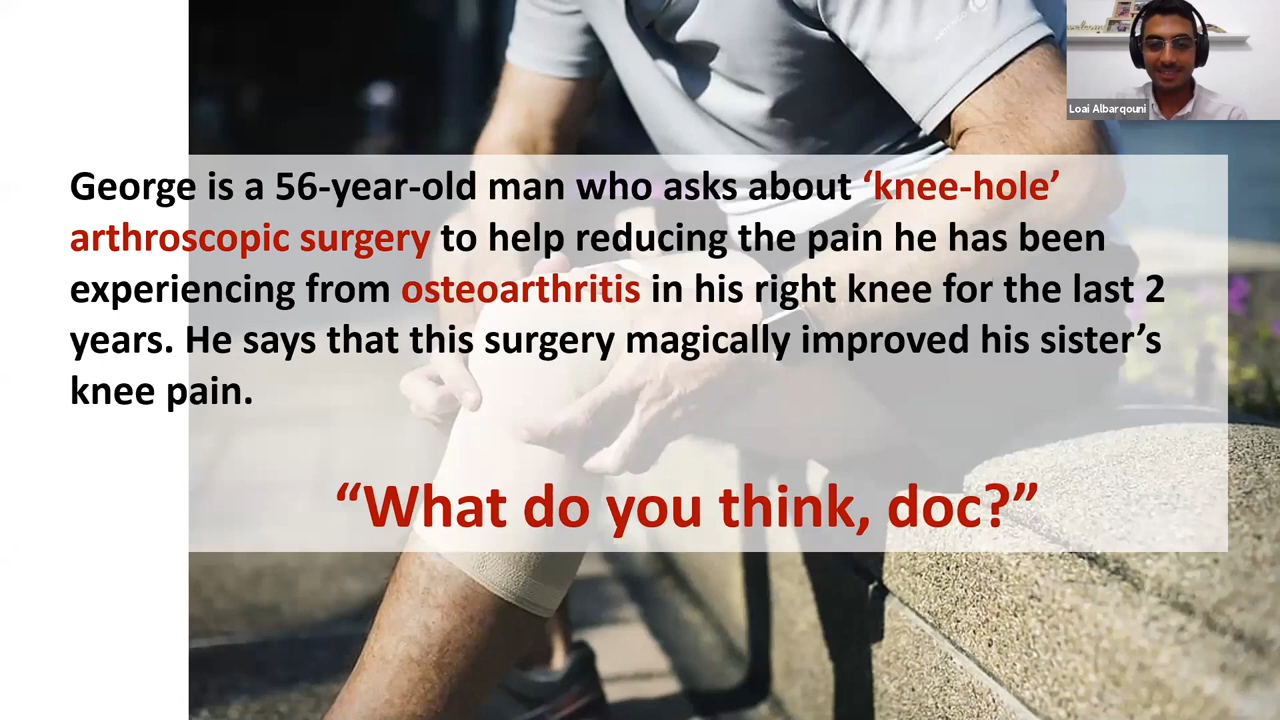 Loai Albarqouni
George is a 56-year-old man who asks about ‘knee-hole’
arthroscopic surgery to help reducing the pain he has been
experiencing from osteoarthritis in his right knee for the last 2
years. He says that this surgery magically improved his sister’s
knee pain.
“What do you think, doc?”